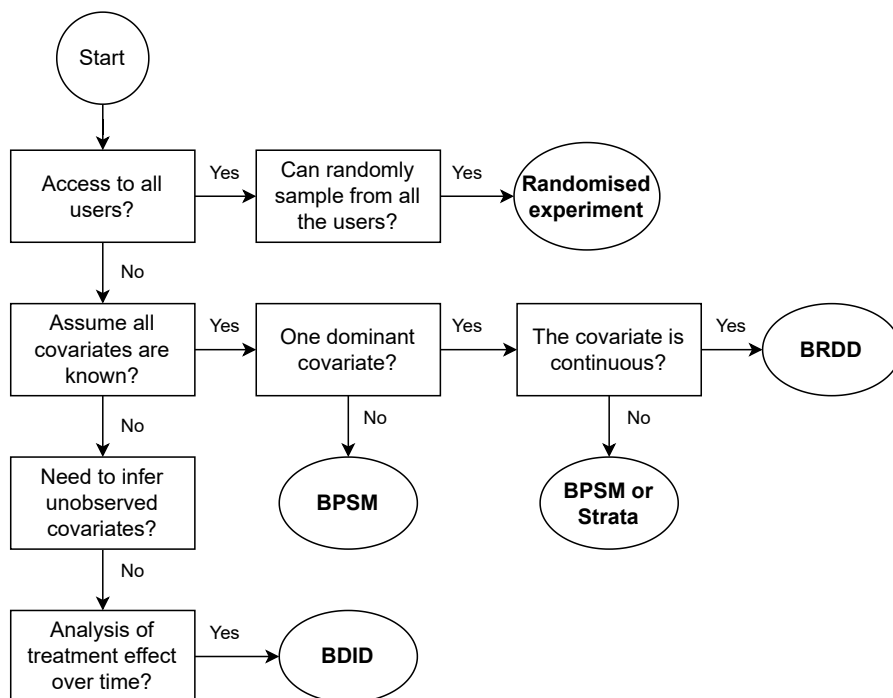 Start
Access to all
users?
Yes
Can randomly
sample from all
the users?
Yes
Randomised
experiment
No
Assume all
covariates are
known?
Yes
One dominant
covariate?
Yes
The covariate is
continuous?
Yes
BRDD
No
No
No
Need to infer
unobserved
covariates?
BPSM
BPSM or
Strata
No
Analysis of
treatment effect
over time?
Yes
BDID